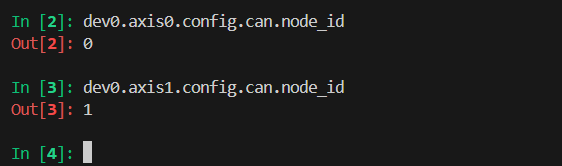 In [2]: dev0.axis0.config.can.node_id
Out[2]: 0
In [3]: dev0.axis1.config.can.node_id
Out[3]: 1
In [4]: